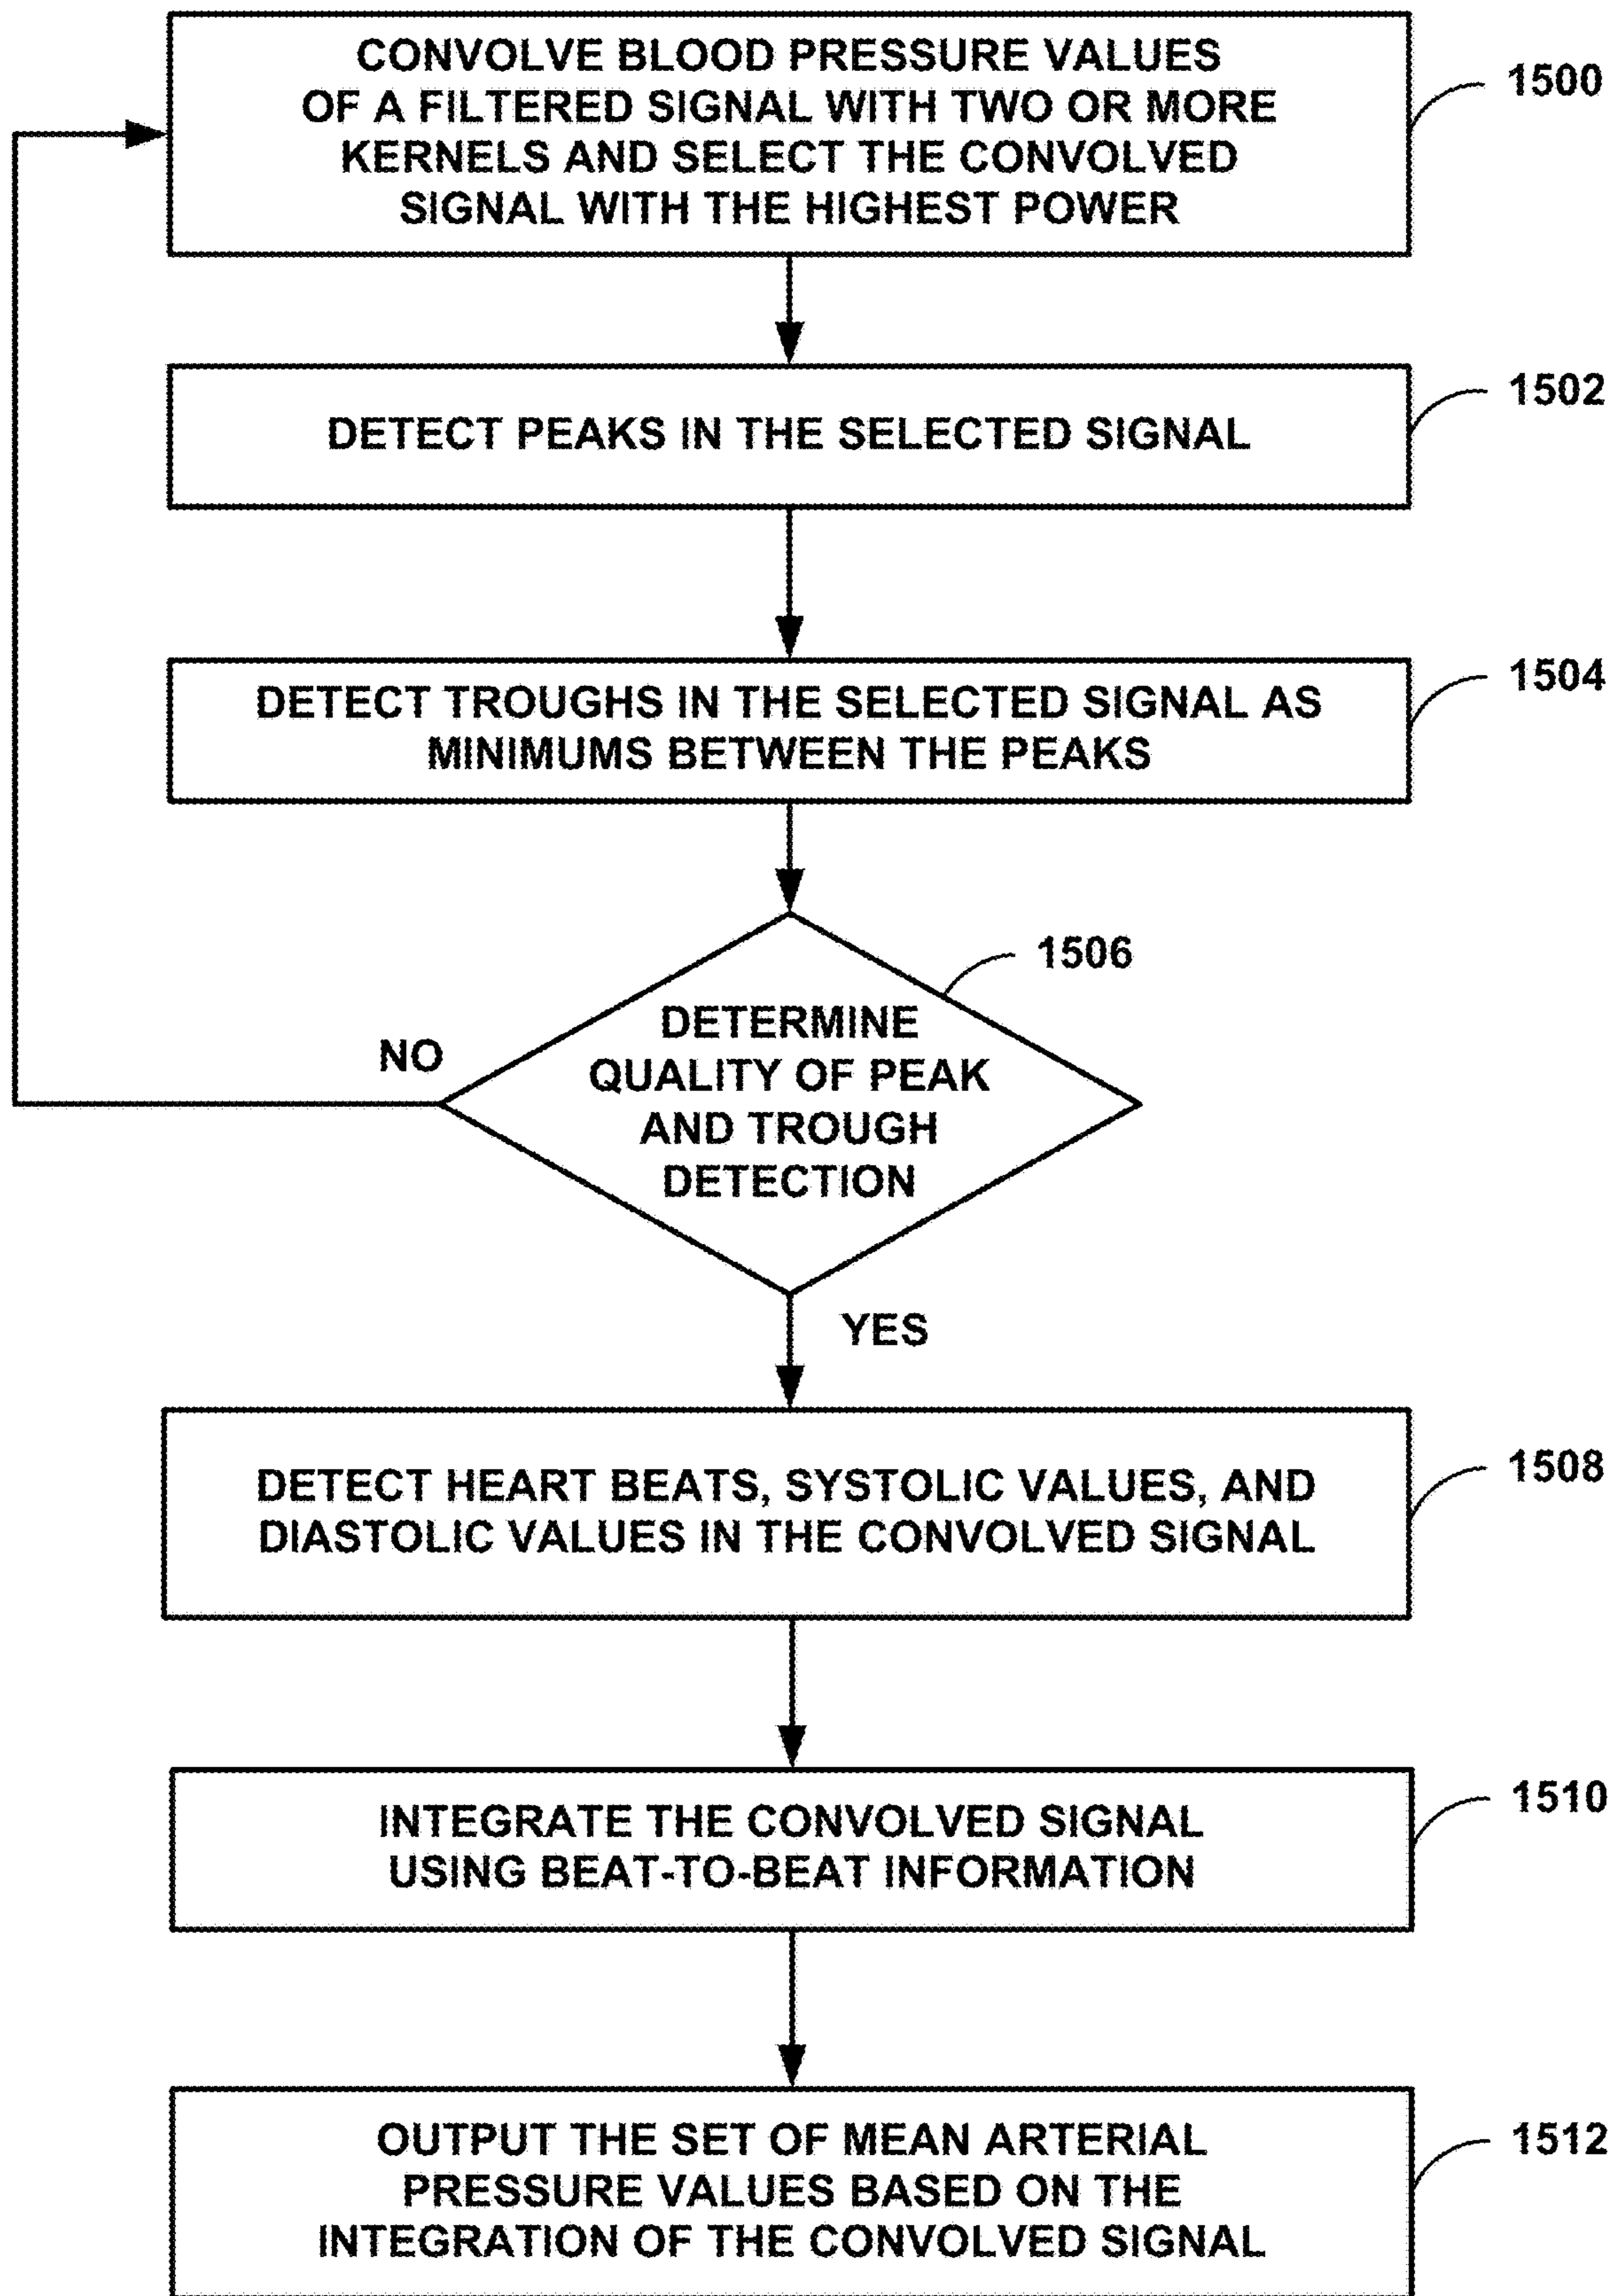 CONVOLVE BLOOD PRESSURE VALUES
OF A FILTERED SIGNAL WITH TWO OR MORE
KERNELS AND SELECT THE CONVOLVED
SIGNAL WITH THE HIGHEST POWER
1500
DETECT PEAKS IN THE SELECTED SIGNAL
1502
DETECT TROUGHS IN THE SELECTED SIGNAL AS
MINIMUMS BETWEEN THE PEAKS
1504
1506
DETERMINE
QUALITY OF PEAK
AND TROUGH
DETECTION
NO
YES
DETECT HEART BEATS, SYSTOLIC VALUES, AND
DIASTOLIC VALUES IN THE CONVOLVED SIGNAL
1508
INTEGRATE THE CONVOLVED SIGNAL
USING BEAT-TO-BEAT INFORMATION
1510
OUTPUT THE SET OF MEAN ARTERIAL
PRESSURE VALUES BASED ON THE
INTEGRATION OF THE CONVOLVED SIGNAL
1512